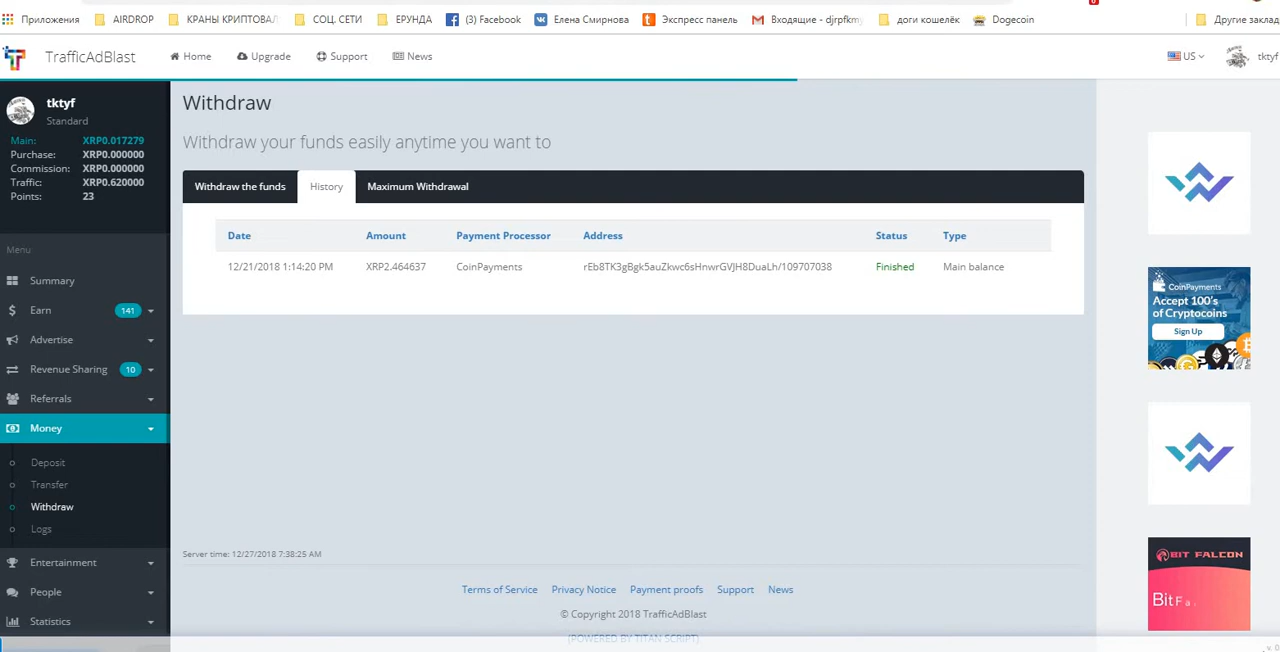 Приложения AIRDROP КРАНЫ КРИПТОВАЛ СОЦ. СЕТИ ЕРУНДА (3) Facebook Елена Смирнова Экспресс панель Входящие - djrpfkmy доги кошелёк Dogecoin Другие заклад
TrafficAdBlast Home Upgrade Support News US tktyf
tktyf
Standard
Main: XRP0.017279
Purchase: XRP0.000000
Commission: XRP0.000000
Traffic: XRP0.620000
Points: 23
Menu
Summary
Earn 141
Advertise
Revenue Sharing 10
Referrals
Money
Deposit
Transfer
Withdraw
Logs
Entertainment
People
Statistics
Withdraw
Withdraw your funds easily anytime you want to
Withdraw the funds History Maximum Withdrawal
Date Amount Payment Processor Address Status Type
12/21/2018 1:14:20 PM XRP2.464637 CoinPayments rEb8TK3gBgk5auZkwc6sHnwrGVJH8DuaLh/109707038 Finished Main balance
Server time: 12/27/2018 7:38:25 AM
Terms of Service Privacy Notice Payment proofs Support News
© Copyright 2018 TrafficAdBlast
(POWERED BY TITAN SCRIPT)
CoinPayments
Accept 100's
of Cryptocoins
Sign Up
BIT FALCON
BitFa